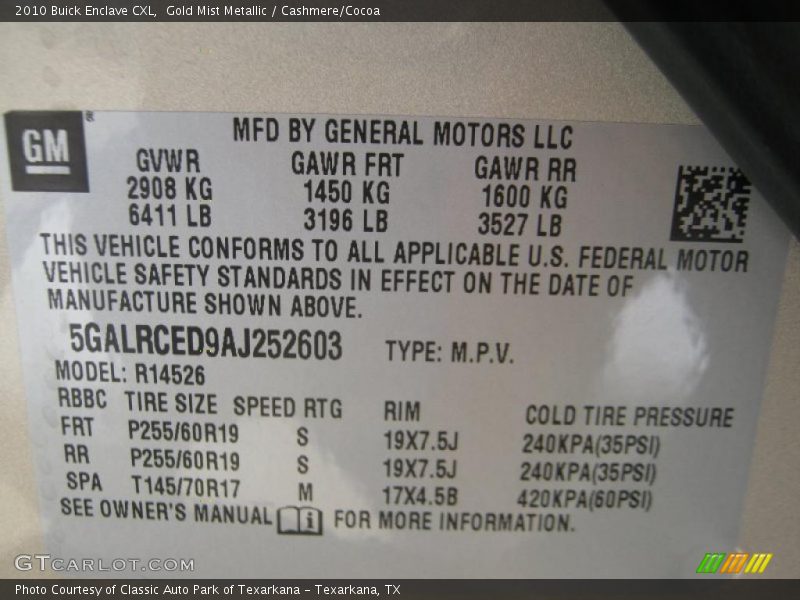 2010 Buick Enclave CXL,  Gold Mist Metallic / Cashmere/Cocoa
GM®
MFD BY GENERAL MOTORS LLC
GVWR GAWR FRT GAWR RR
2908 KG 1450 KG 1600 KG
6411 LB 3196 LB 3527 LB
THIS VEHICLE CONFORMS TO ALL APPLICABLE U.S. FEDERAL MOTOR
VEHICLE SAFETY STANDARDS IN EFFECT ON THE DATE OF
MANUFACTURE SHOWN ABOVE.
5GALRCED9AJ252603 TYPE: M.P.V.
MODEL: R14526
RBBC TIRE SIZE SPEED RTG RIM COLD TIRE PRESSURE
FRT P255/60R19 S 19X7.5J 240KPA(35PSI)
RR P255/60R19 S 19X7.5J 240KPA(35PSI)
SPA T145/70R17 M 17X4.5B 420KPA(60PSI)
SEE OWNER'S MANUAL i FOR MORE INFORMATION.
GTCARLOT.COM
Photo Courtesy of Classic Auto Park of Texarkana - Texarkana, TX